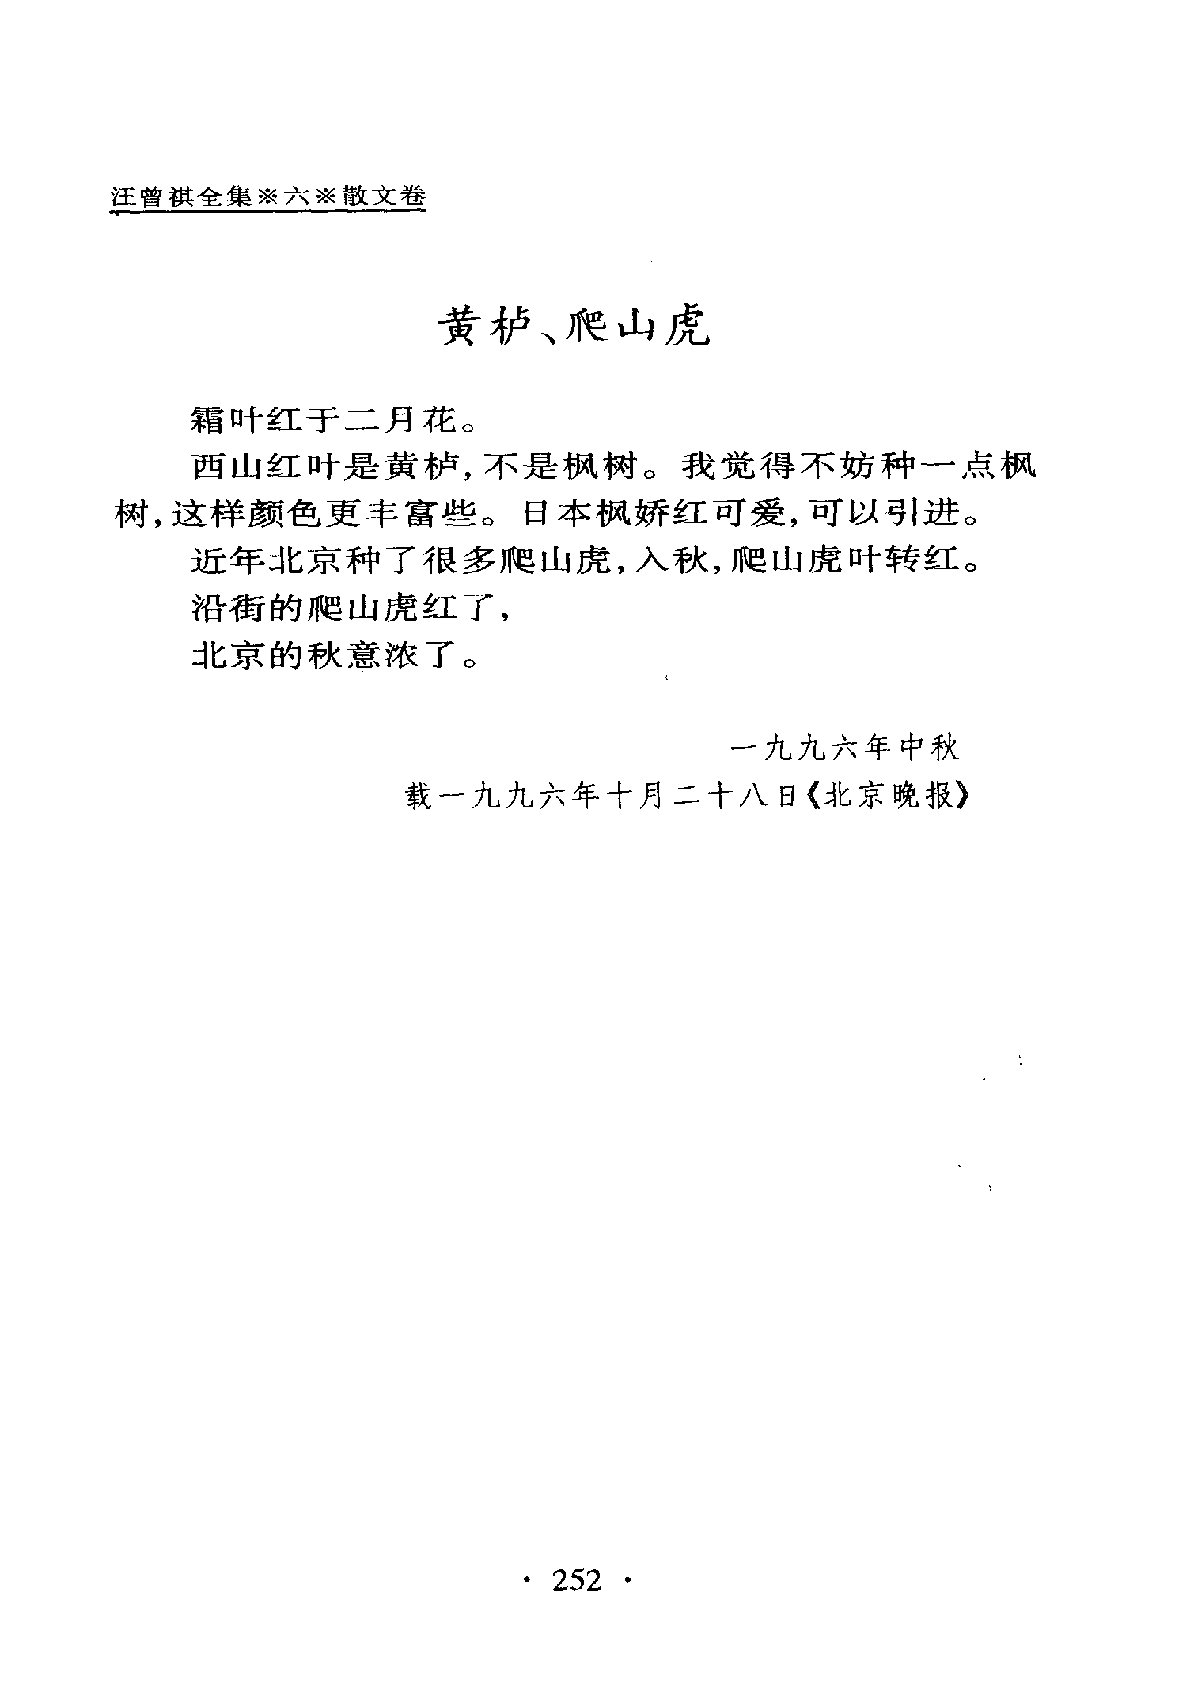 汪曾祺全集※六※散文卷
黄栌、爬山虎
霜叶红于二月花。
西山红叶是黄栌,不是枫树。我觉得不妨种一点枫
树,这样颜色更丰富些。日本枫娇红可爱,可以引进。
近年北京种了很多爬山虎,入秋,爬山虎叶转红。
沿街的爬山虎红了,
北京的秋意浓了。
一九九六年中秋
载一九九六年十月二十八日《北京晚报》
· 252 ·